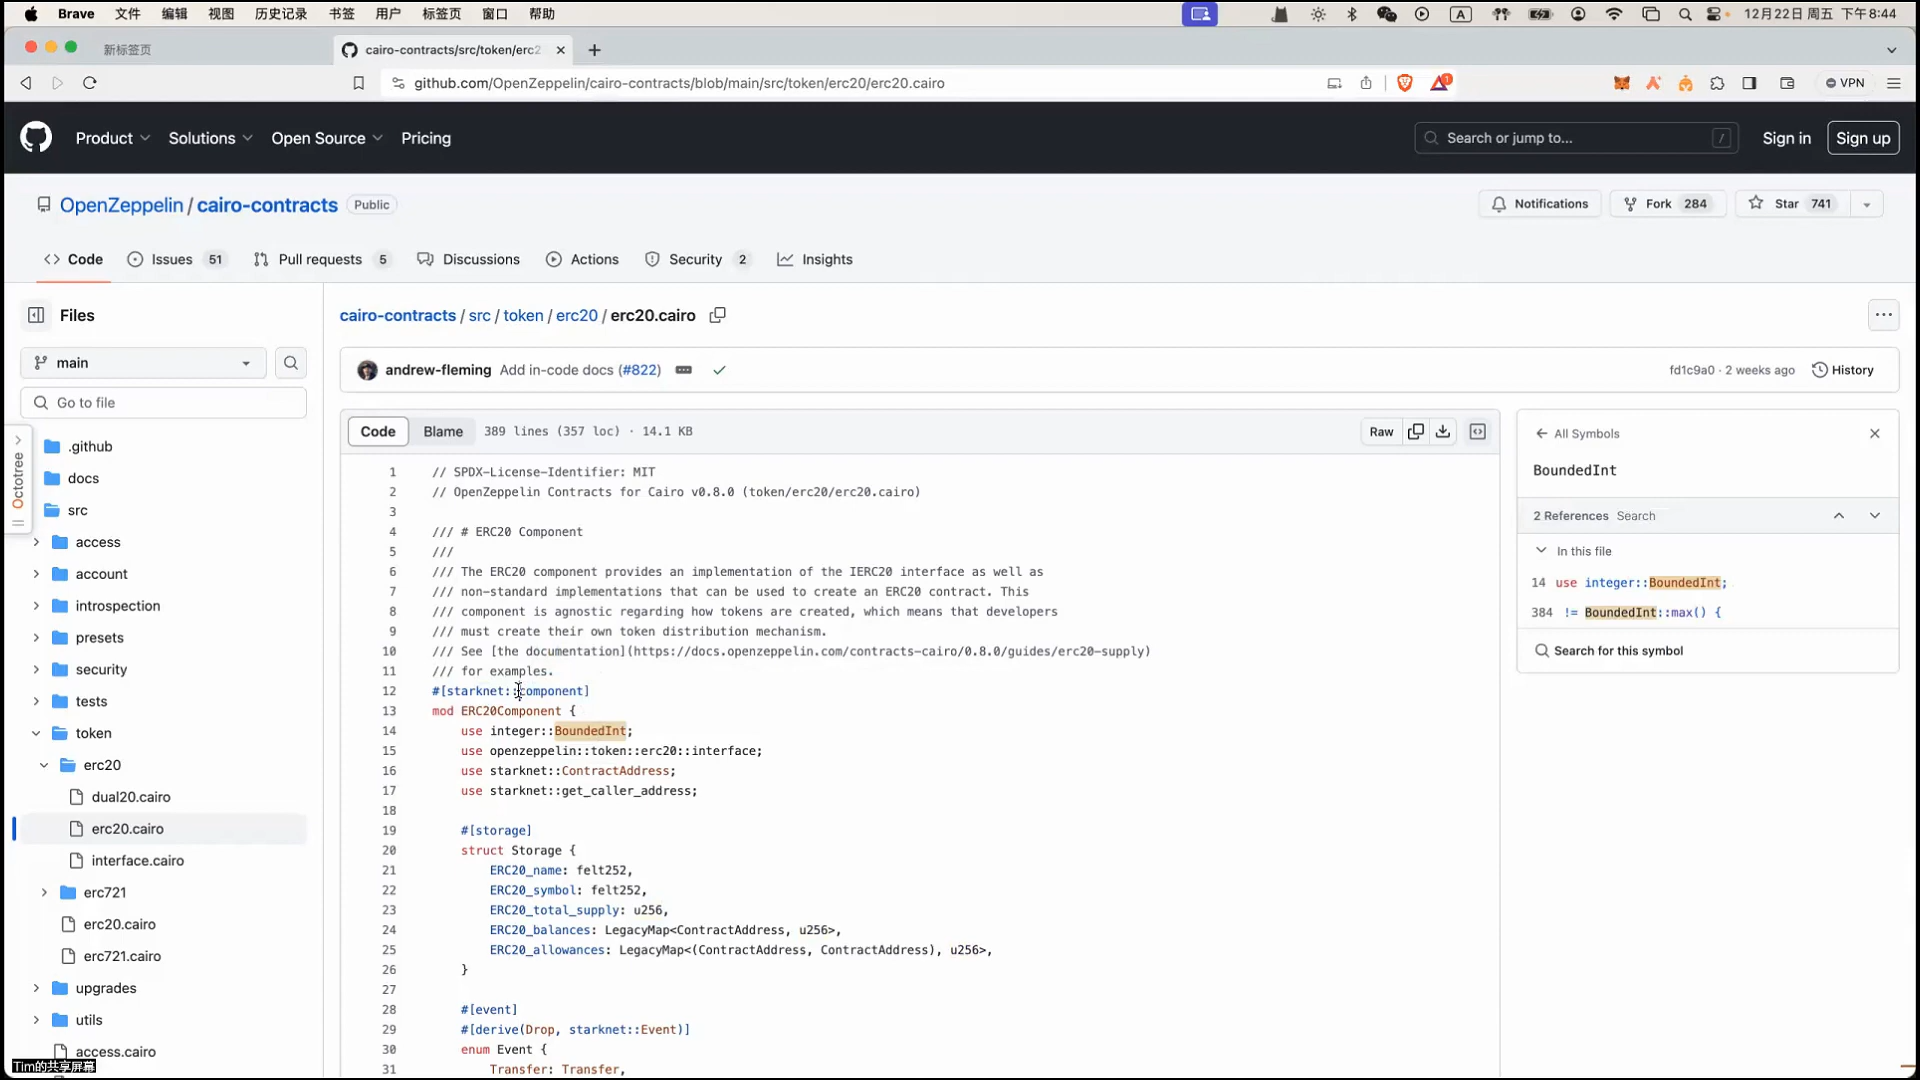 Brave 文件 编辑 视图 历史记录 书签 用户 标签页 窗口 帮助
A
12月22日 周五 下午8:44
新标签页
cairo-contracts/src/token/erc2
github.com/OpenZeppelin/cairo-contracts/blob/main/src/token/erc20/erc20.cairo
1
VPN
Product Solutions Open Source Pricing
Search or jump to...
/
Sign in
Sign up
OpenZeppelin / cairo-contracts Public
Notifications
Fork 284
Star 741
Code
Issues 51
Pull requests 5
Discussions
Actions
Security 2
Insights
Files
main
Go to file
Octotree
.github
docs
src
access
account
introspection
presets
security
tests
token
erc20
dual20.cairo
erc20.cairo
interface.cairo
erc721
erc20.cairo
erc721.cairo
upgrades
utils
access.cairo
Tim的共享屏幕
cairo-contracts / src / token / erc20 / erc20.cairo
andrew-fleming Add in-code docs (#822)
fd1c9a0 · 2 weeks ago
History
Code Blame 389 lines (357 loc) · 14.1 KB
Raw
1 // SPDX-License-Identifier: MIT
2 // OpenZeppelin Contracts for Cairo v0.8.0 (token/erc20/erc20.cairo)
3
4 /// # ERC20 Component
5 ///
6 /// The ERC20 component provides an implementation of the IERC20 interface as well as
7 /// non-standard implementations that can be used to create an ERC20 contract. This
8 /// component is agnostic regarding how tokens are created, which means that developers
9 /// must create their own token distribution mechanism.
10 /// See [the documentation](https://docs.openzeppelin.com/contracts-cairo/0.8.0/guides/erc20-supply)
11 /// for examples.
12 #[starknet::component]
13 mod ERC20Component {
14 use integer::BoundedInt;
15 use openzeppelin::token::erc20::interface;
16 use starknet::ContractAddress;
17 use starknet::get_caller_address;
18
19 #[storage]
20 struct Storage {
21 ERC20_name: felt252,
22 ERC20_symbol: felt252,
23 ERC20_total_supply: u256,
24 ERC20_balances: LegacyMap<ContractAddress, u256>,
25 ERC20_allowances: LegacyMap<(ContractAddress, ContractAddress), u256>,
26 }
27
28 #[event]
29 #[derive(Drop, starknet::Event)]
30 enum Event {
31 Transfer: Transfer,
All Symbols
BoundedInt
2 References Search
In this file
14 use integer::BoundedInt;
384 != BoundedInt::max() {
Search for this symbol